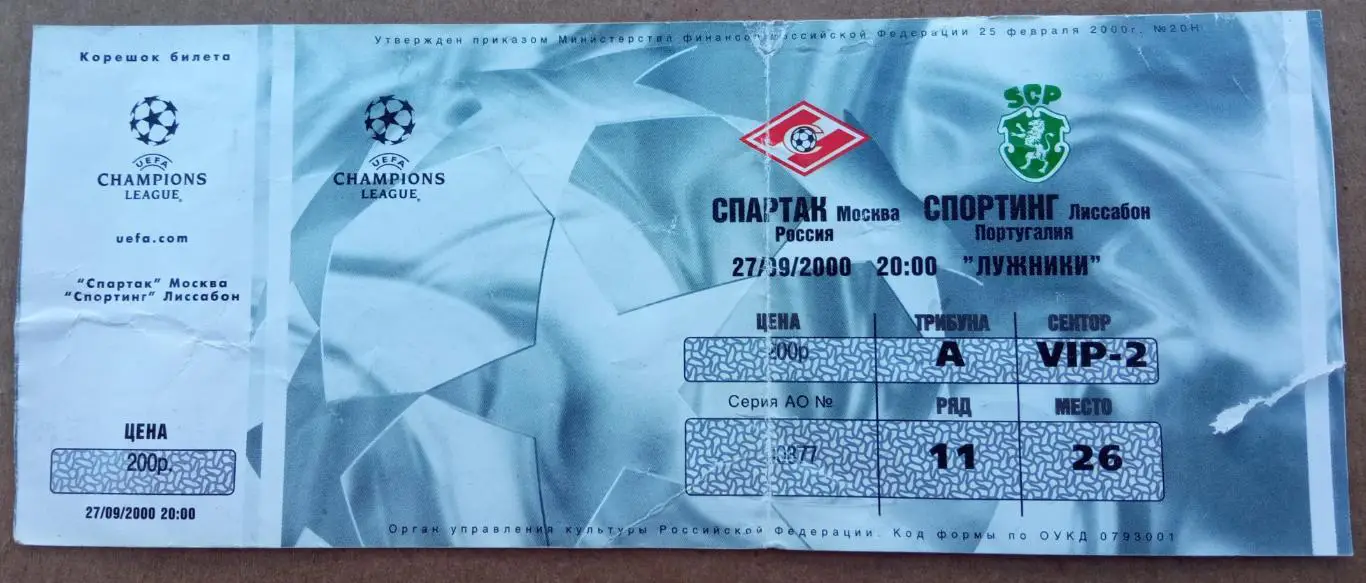 Утвержден приказом Министерства финансов Российской Федерации 25 февраля 2000г. №20Н
Корешок билета
UEFA
CHAMPIONS
LEAGUE
uefa.com
"Спартак" Москва
"Спортинг" Лиссабон
ЦЕНА
200р.
27/09/2000 20:00
UEFA
CHAMPIONS
LEAGUE
С
SCP
СПАРТАК Москва
Россия
СПОРТИНГ Лиссабон
Португалия
27/09/2000 20:00 "ЛУЖНИКИ"
ЦЕНА ТРИБУНА СЕКТОР
200р A VIP-2
Серия АО № РЯД МЕСТО
11 26
Орган управления культуры Российской Федерации. Код формы по ОУКД 0793001